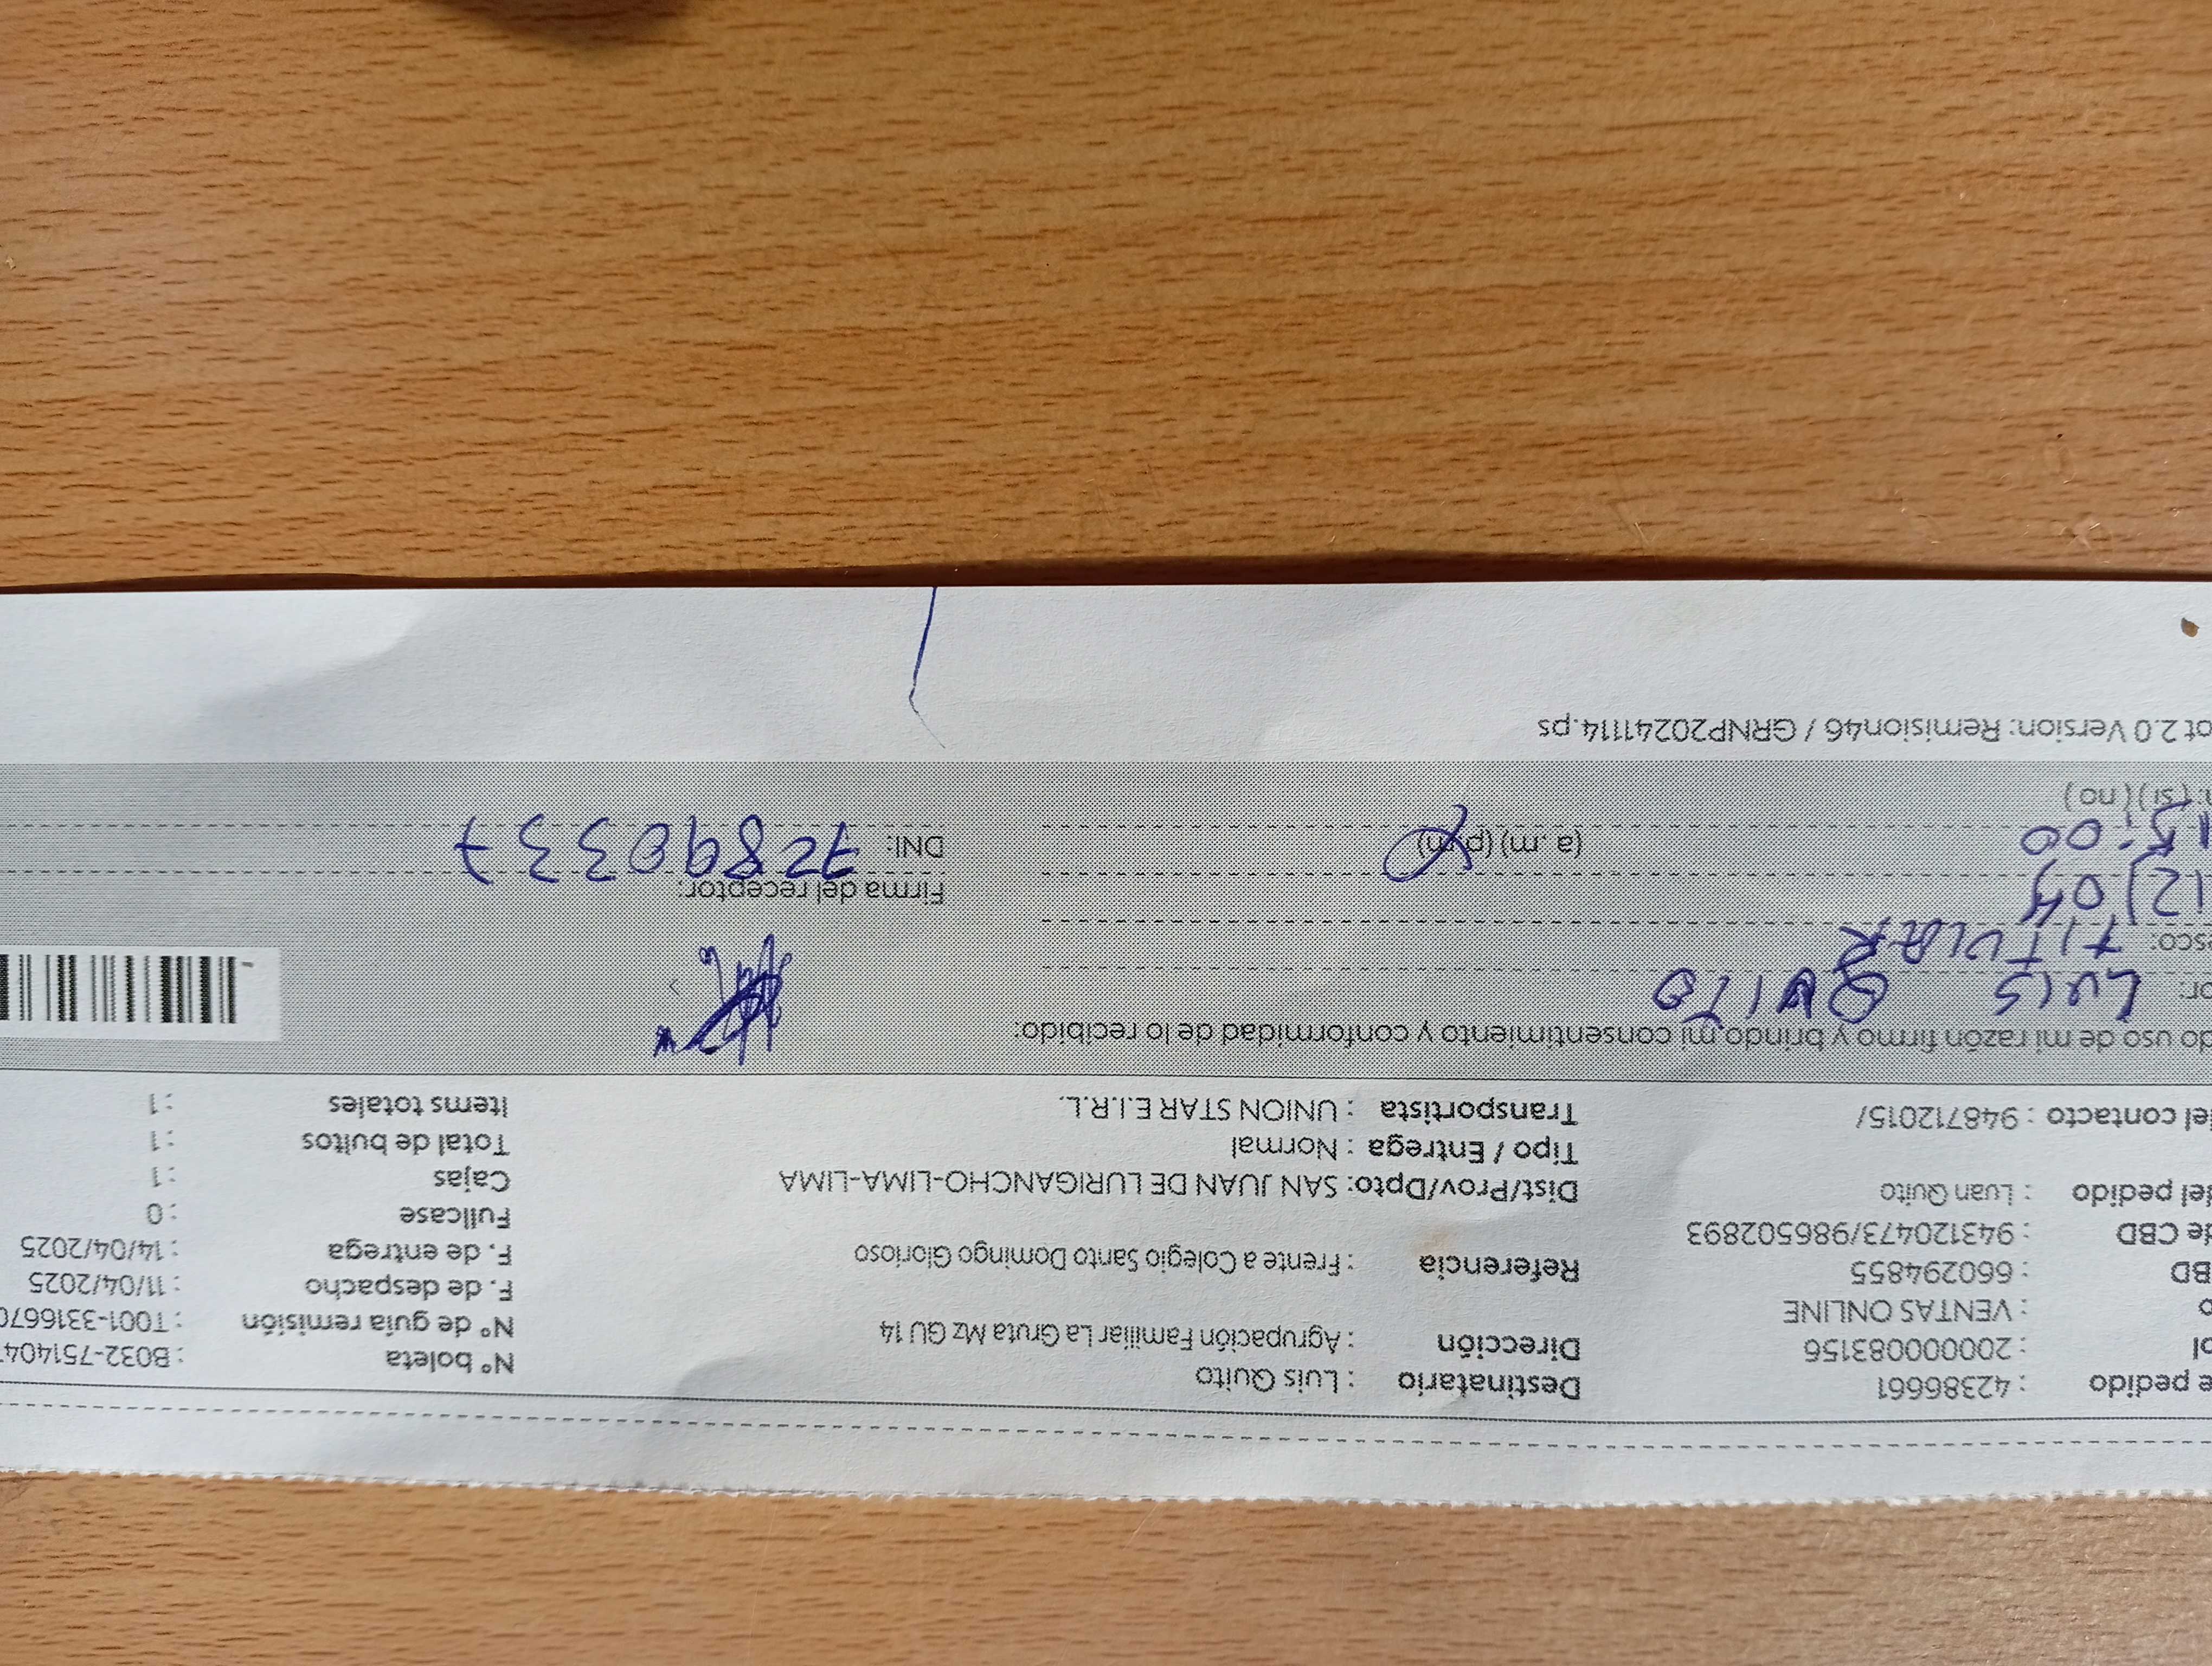 e pedido : 42386661 Destinatario : Luis Quito N° boleta : B032-751404
ol : 20000083156 Dirección : Agrupación Familiar La Gruta Mz GU 14 N° de guía remisión : T001-331667
o : VENTAS ONLINE F. de despacho : 11/04/2025
BD : 660294855 Referencia : Frente a Colegio Santo Domingo Glorioso F. de entrega : 14/04/2025
de CBD : 943120473/986502893 Fullcase : 0
del pedido : Luan Quito Dist/Prov/Dpto: SAN JUAN DE LURIGANCHO-LIMA-LIMA Cajas : 1
Tipo / Entrega : Normal Total de bultos : 1
del contacto : 948712015/ Transportista : UNION STAR E.I.R.L. Items totales : 1
do uso de mi razón firmo y brindo mi consentimiento y conformidad de lo recibido:
or: LUIS QUITO
esco: TITULAR
12/04 Firma del receptor:
15:00 (a. m) (p.m) DNI: 72890337
: (si) (no)
ot 2.0 Version: Remision46 / GRNP20241114.ps